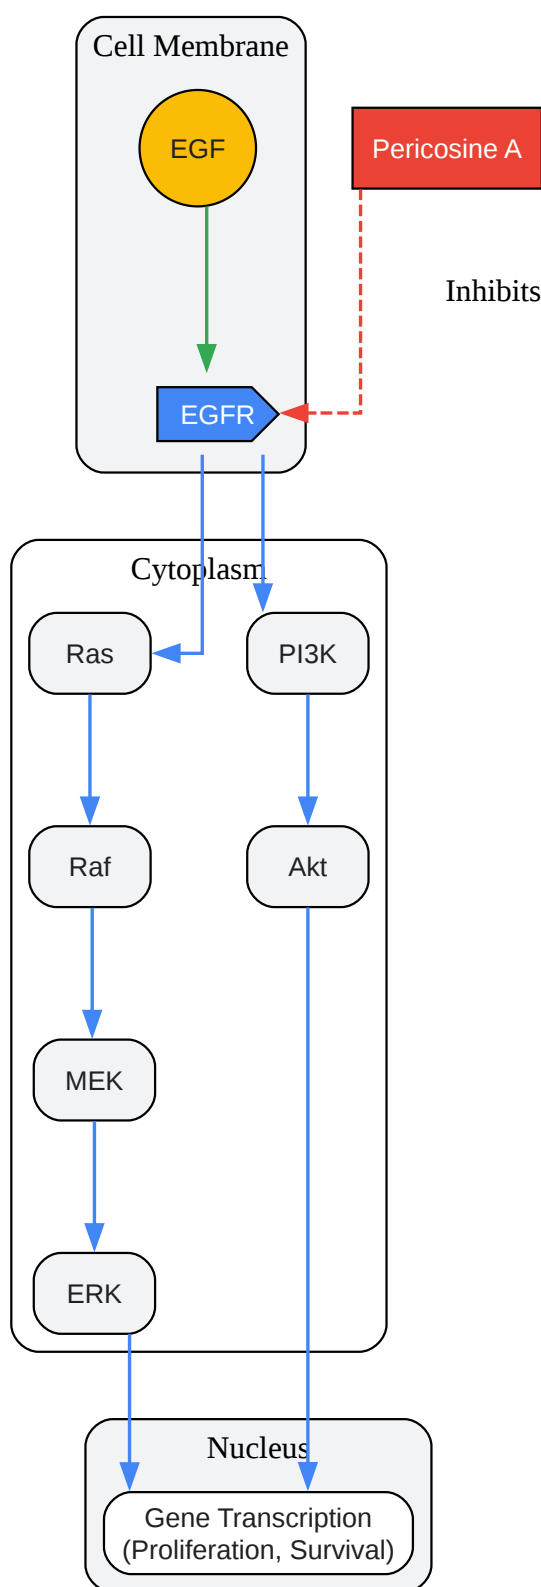 Cell Membrane
EGF
Pericosine A
Inhibits
EGFR
Cytoplasm
Ras
PI3K
Raf
Akt
MEK
ERK
Nucleus
Gene Transcription
(Proliferation, Survival)